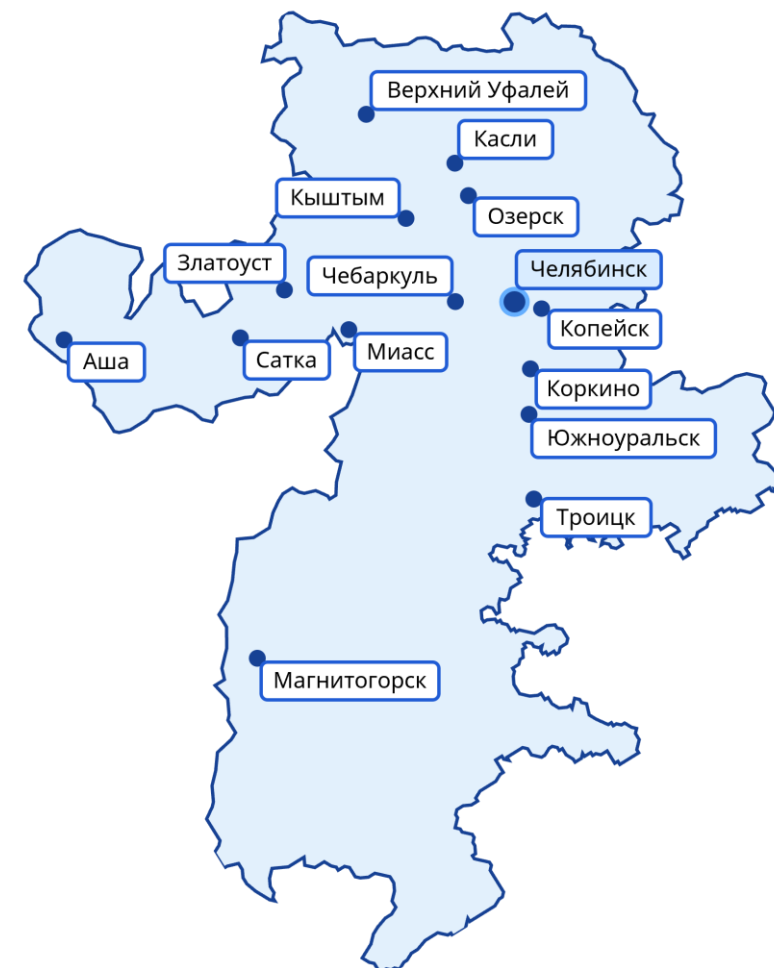 Верхний Уфалей
Касли
Кыштым
Озерск
Златоуст
Чебаркуль
Челябинск
Копейск
Аша
Сатка
Миасс
Коркино
Южноуральск
Троицк
Магнитогорск